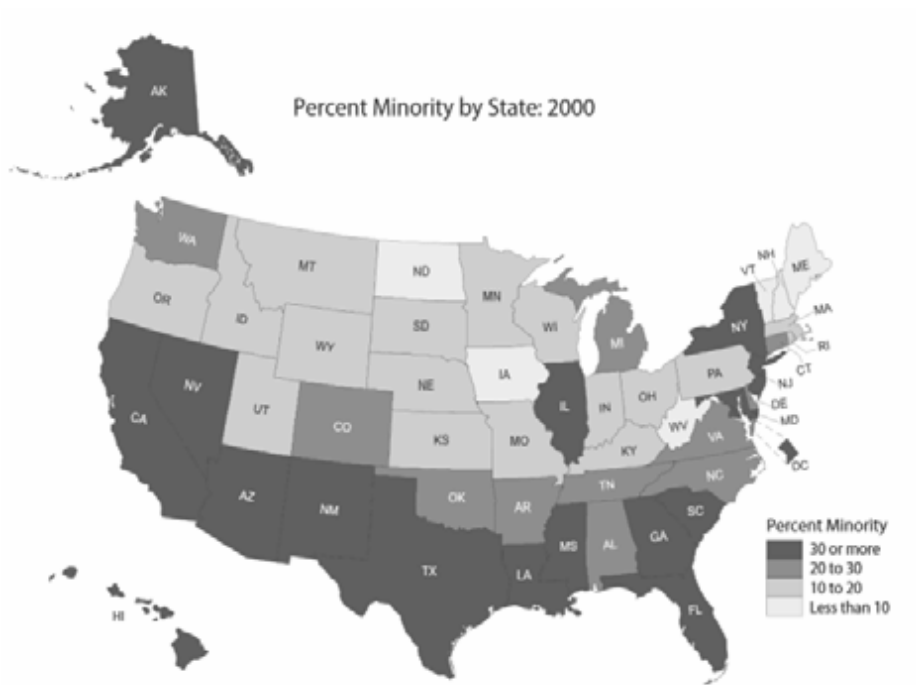 AK
Percent Minority by State: 2000
WA
MT
ND
MN
VT
NH
ME
OR
ID
SD
WI
MI
NY
MA
RI
CT
WY
IA
NE
PA
NJ
NV
UT
CO
IL
IN
OH
DE
MD
CA
KS
MO
KY
WV
VA
DC
AZ
NM
OK
AR
TN
NC
SC
TX
LA
MS
AL
GA
FL
HI
Percent Minority
30 or more
20 to 30
10 to 20
Less than 10